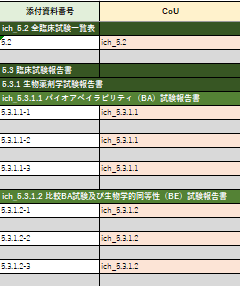 添付資料番号 CoU
ich_5.2 全臨床試験一覧表
5.2 ich_5.2
5.3 臨床試験報告書
5.3.1 生物薬剤学試験報告書
ich_5.3.1.1 バイオアベイラビリティ（BA）試験報告書
5.3.1.1-1 ich_5.3.1.1
5.3.1.1-2 ich_5.3.1.1
5.3.1.1-3 ich_5.3.1.1
ich_5.3.1.2 比較BA試験及び生物学的同等性（BE）試験報告書
5.3.1.2-1 ich_5.3.1.2
5.3.1.2-2 ich_5.3.1.2
5.3.1.2-3 ich_5.3.1.2